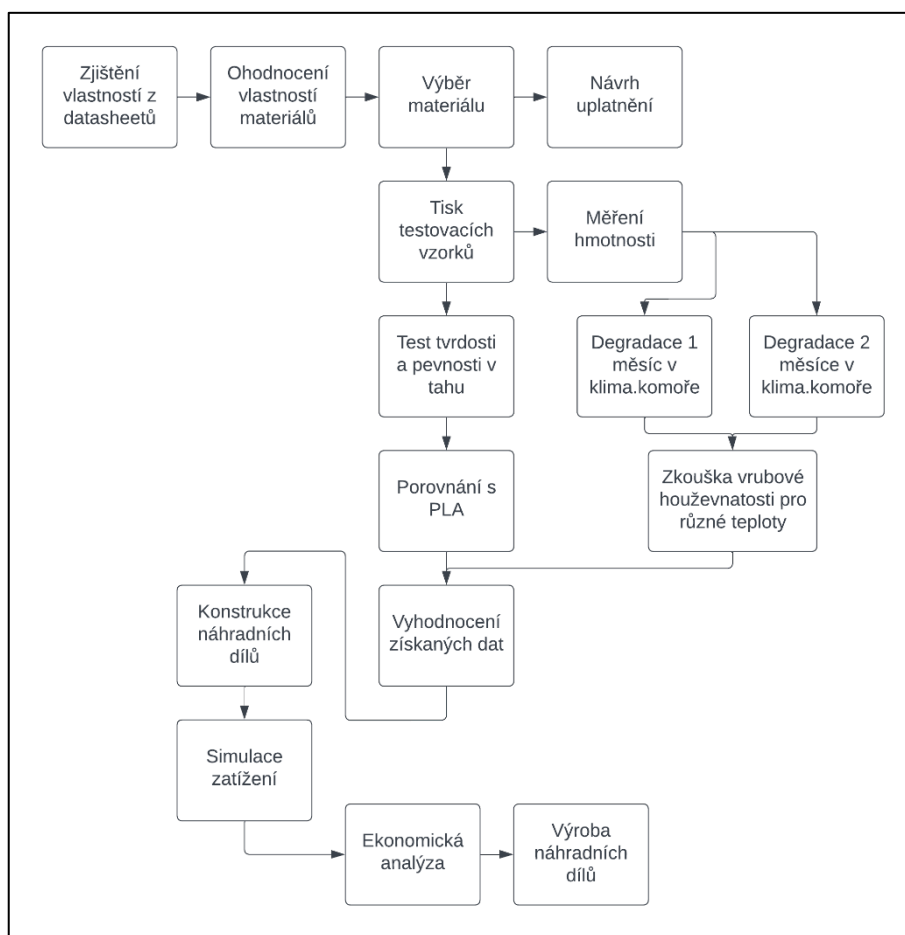 Zjištění
vlastností z
datasheetů
Ohodnocení
vlastností
materiálů
Výběr
materiálu
Návrh
uplatnění
Tisk
testovacích
vzorků
Měření
hmotnosti
Test tvrdosti
a pevnosti v
tahu
Degradace 1
měsíc v
klima.komoře
Degradace 2
měsíce v
klima.komoře
Porovnání s
PLA
Zkouška vrubové
houževnatosti pro
různé teploty
Konstrukce
náhradních
dílů
Vyhodnocení
získaných dat
Simulace
zatížení
Ekonomická
analýza
Výroba
náhradních
dílů